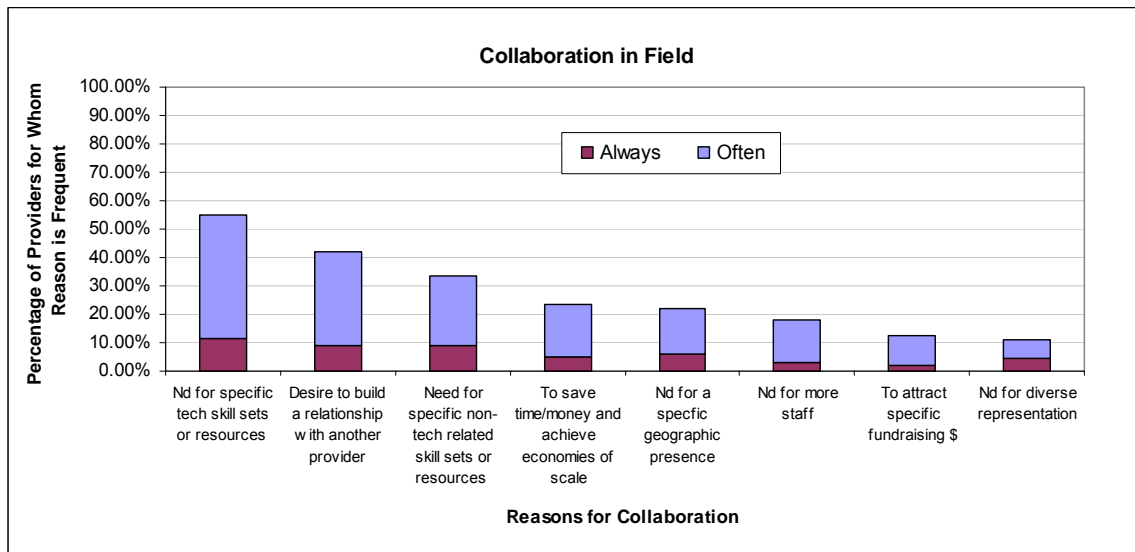 Collaboration in Field
Percentage of Providers for Whom
Reason is Frequent
100.00%
90.00%
80.00%
70.00%
60.00%
50.00%
40.00%
30.00%
20.00%
10.00%
0.00%
Always
Often
Nd for specific
tech skill sets
or resources
Desire to build
a relationship
with another
provider
Need for
specific non-
tech related
skill sets or
resources
To save
time/money and
achieve
economies of
scale
Nd for a
specfic
geographic
presence
Nd for more
staff
To attract
specific
fundraising $
Nd for diverse
representation
Reasons for Collaboration